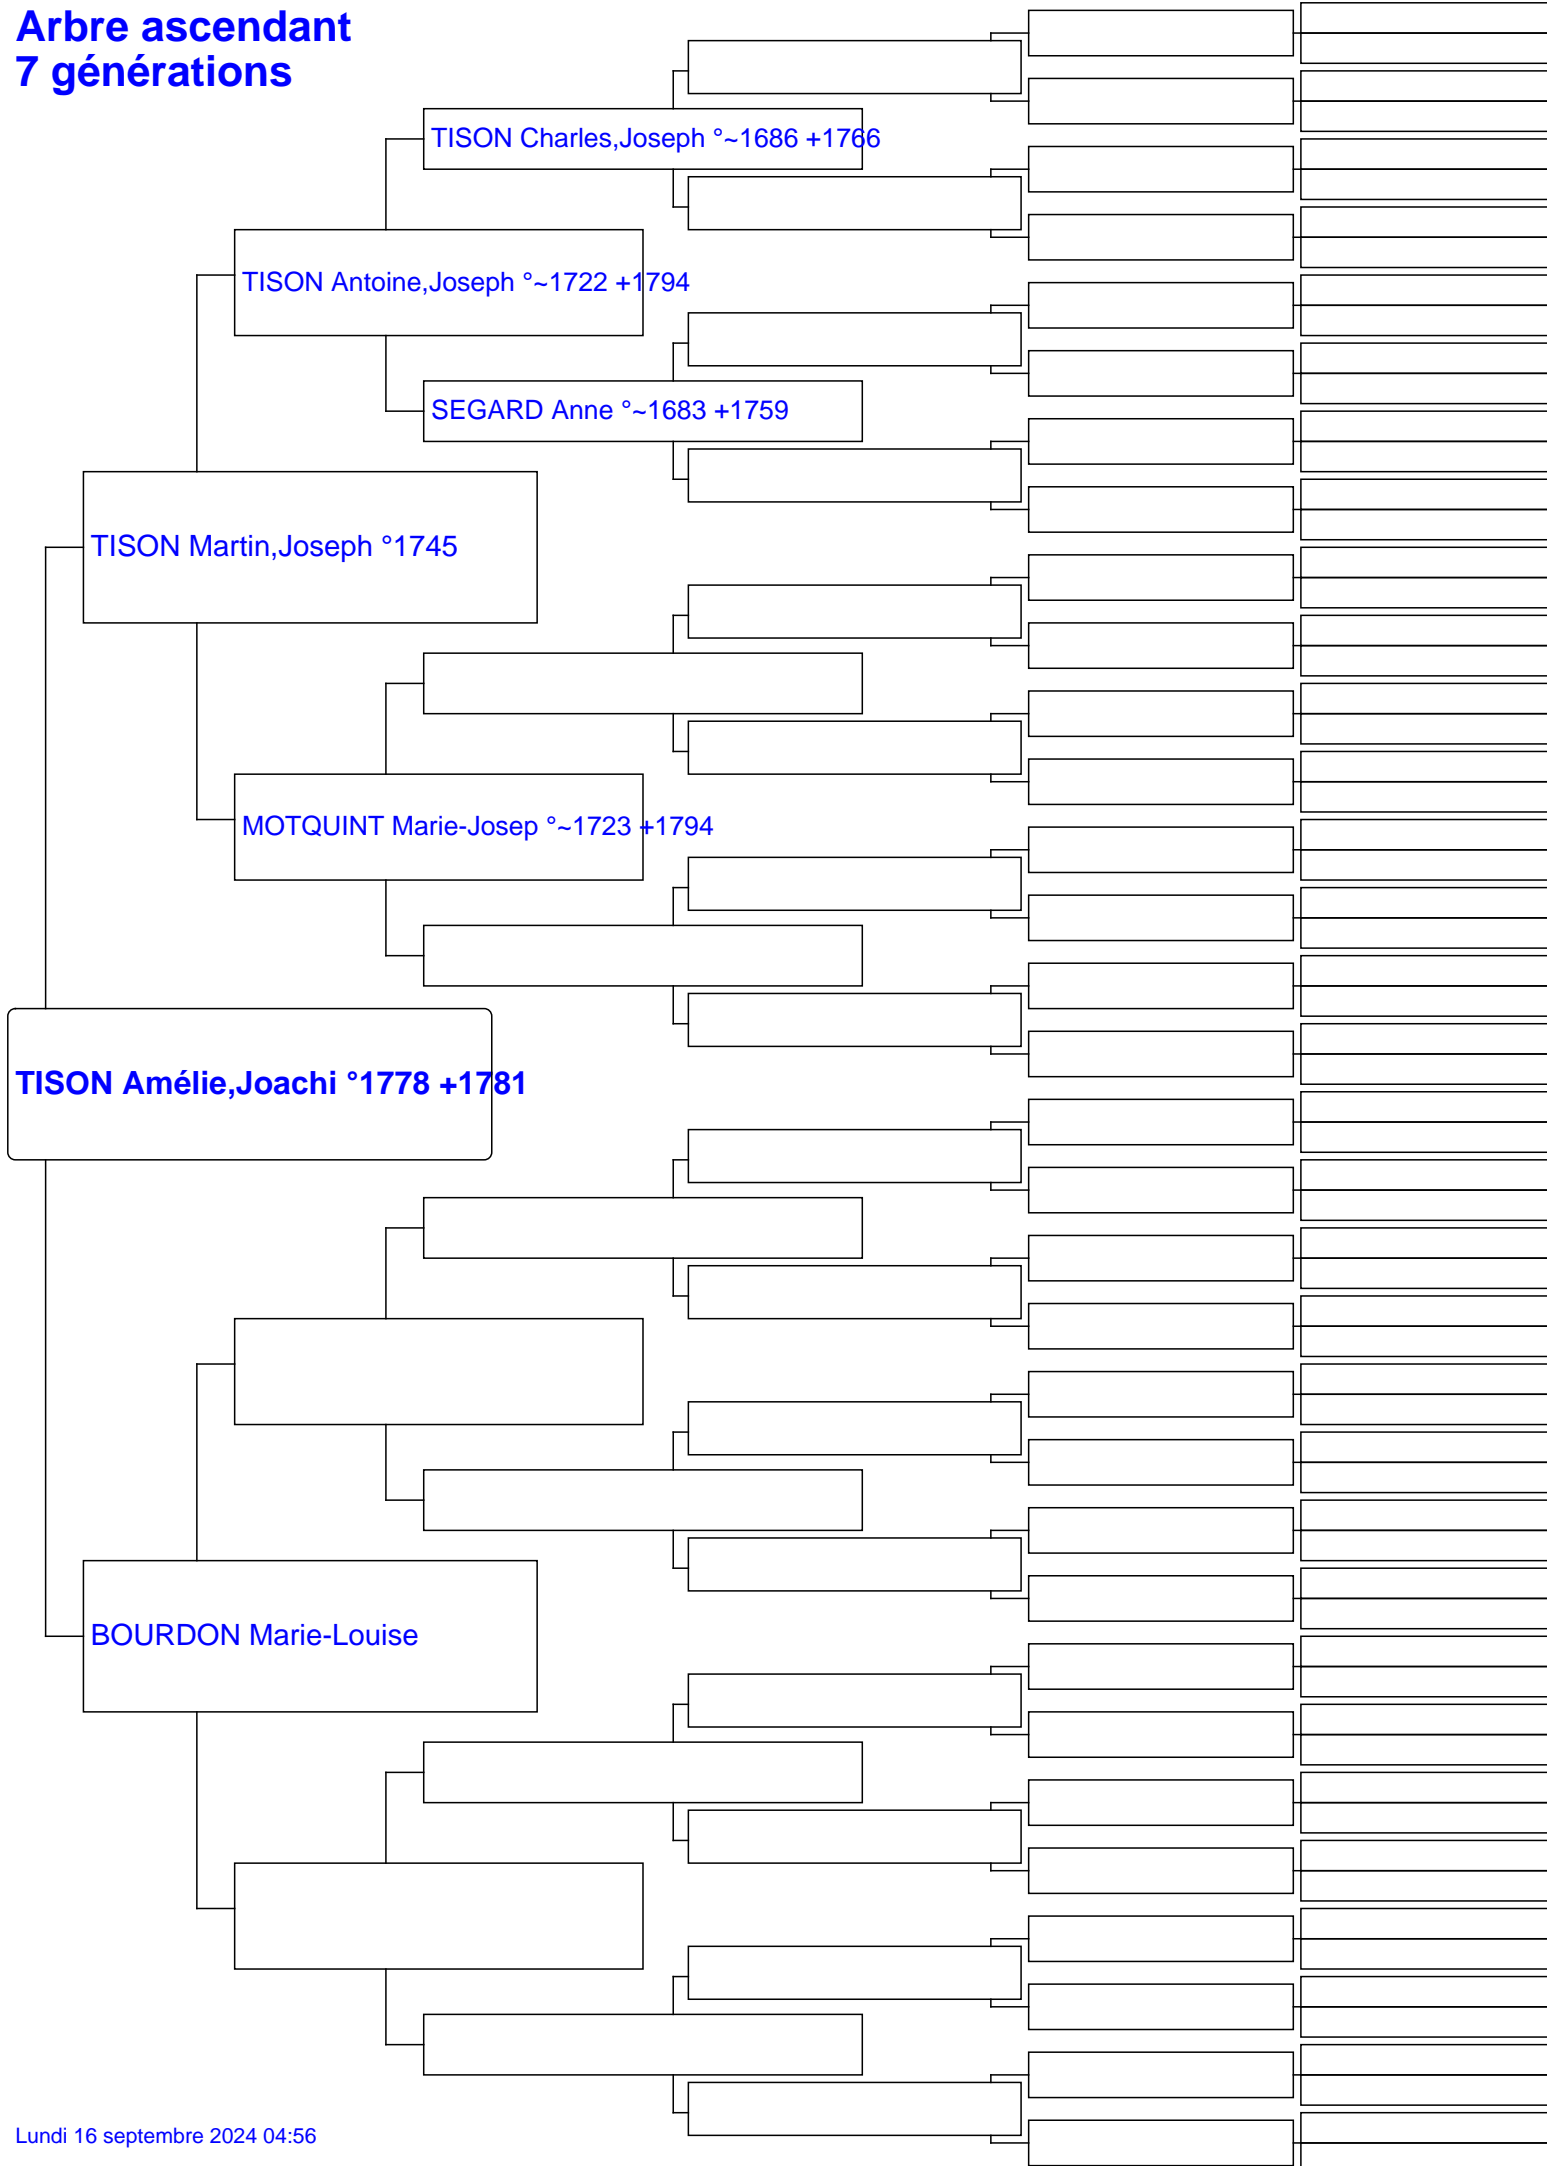 Arbre ascendant
7 générations
TISON Charles,Joseph °~1686 +1766
TISON Antoine,Joseph °~1722 +1794
SEGARD Anne °~1683 +1759
TISON Martin,Joseph °1745
MOTQUINT Marie-Josep °~1723 +1794
TISON Amélie,Joachi °1778 +1781
BOURDON Marie-Louise
Lundi 16 septembre 2024 04:56